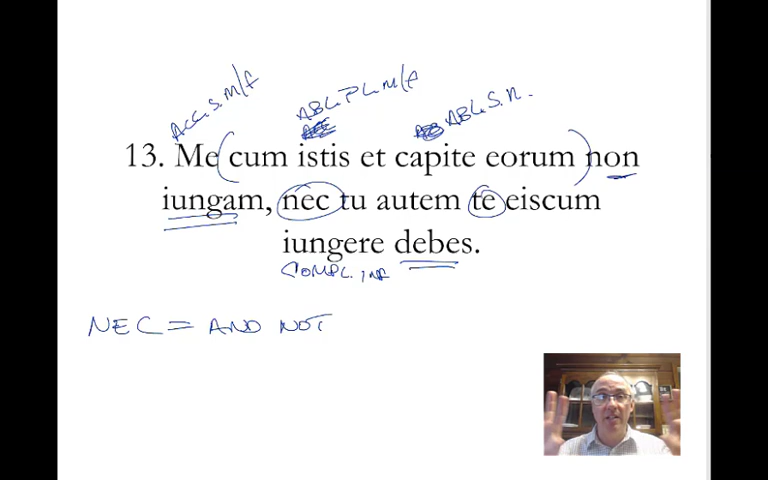 ACC. S. M/F
ABL. PL. M/F
ABL S. N.
13. Me cum istis et capite eorum non
iungam, nec tu autem te eiscum
iungere debes.
COMPL. INF
NEC = AND NOT